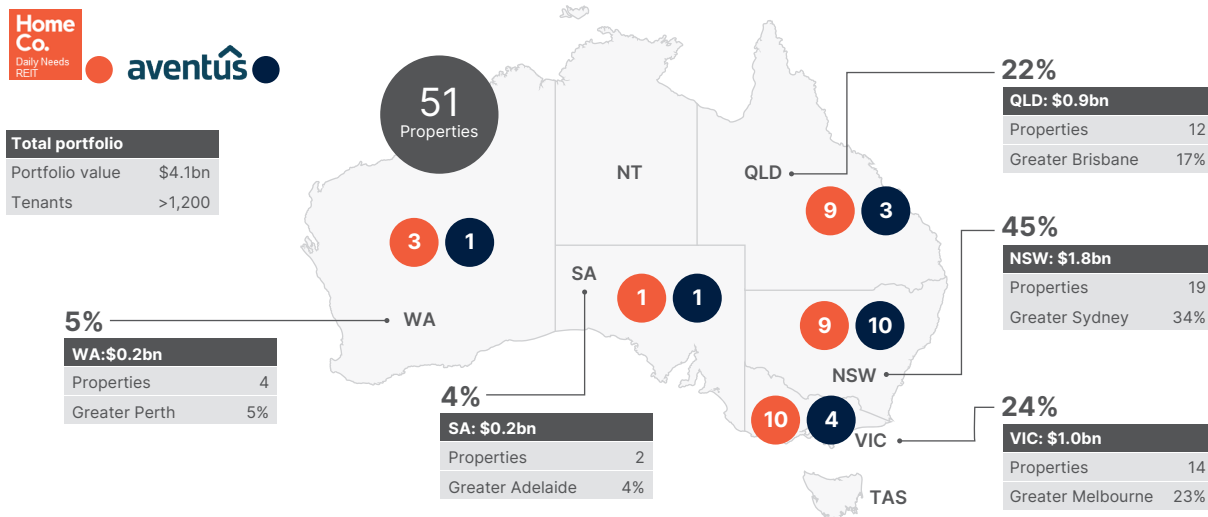 Home
Co.
Daily Needs
REIT
aventus
Total portfolio
Portfolio value $4.1bn
Tenants >1,200
51
Properties
NT
QLD
22%
QLD: $0.9bn
Properties 12
Greater Brisbane 17%
9 3
3 1
SA
1 1
45%
NSW: $1.8bn
Properties 19
Greater Sydney 34%
9 10
NSW
WA
5%
WA:$0.2bn
Properties 4
Greater Perth 5%
4%
SA: $0.2bn
Properties 2
Greater Adelaide 4%
10 4
VIC
24%
VIC: $1.0bn
Properties 14
Greater Melbourne 23%
TAS